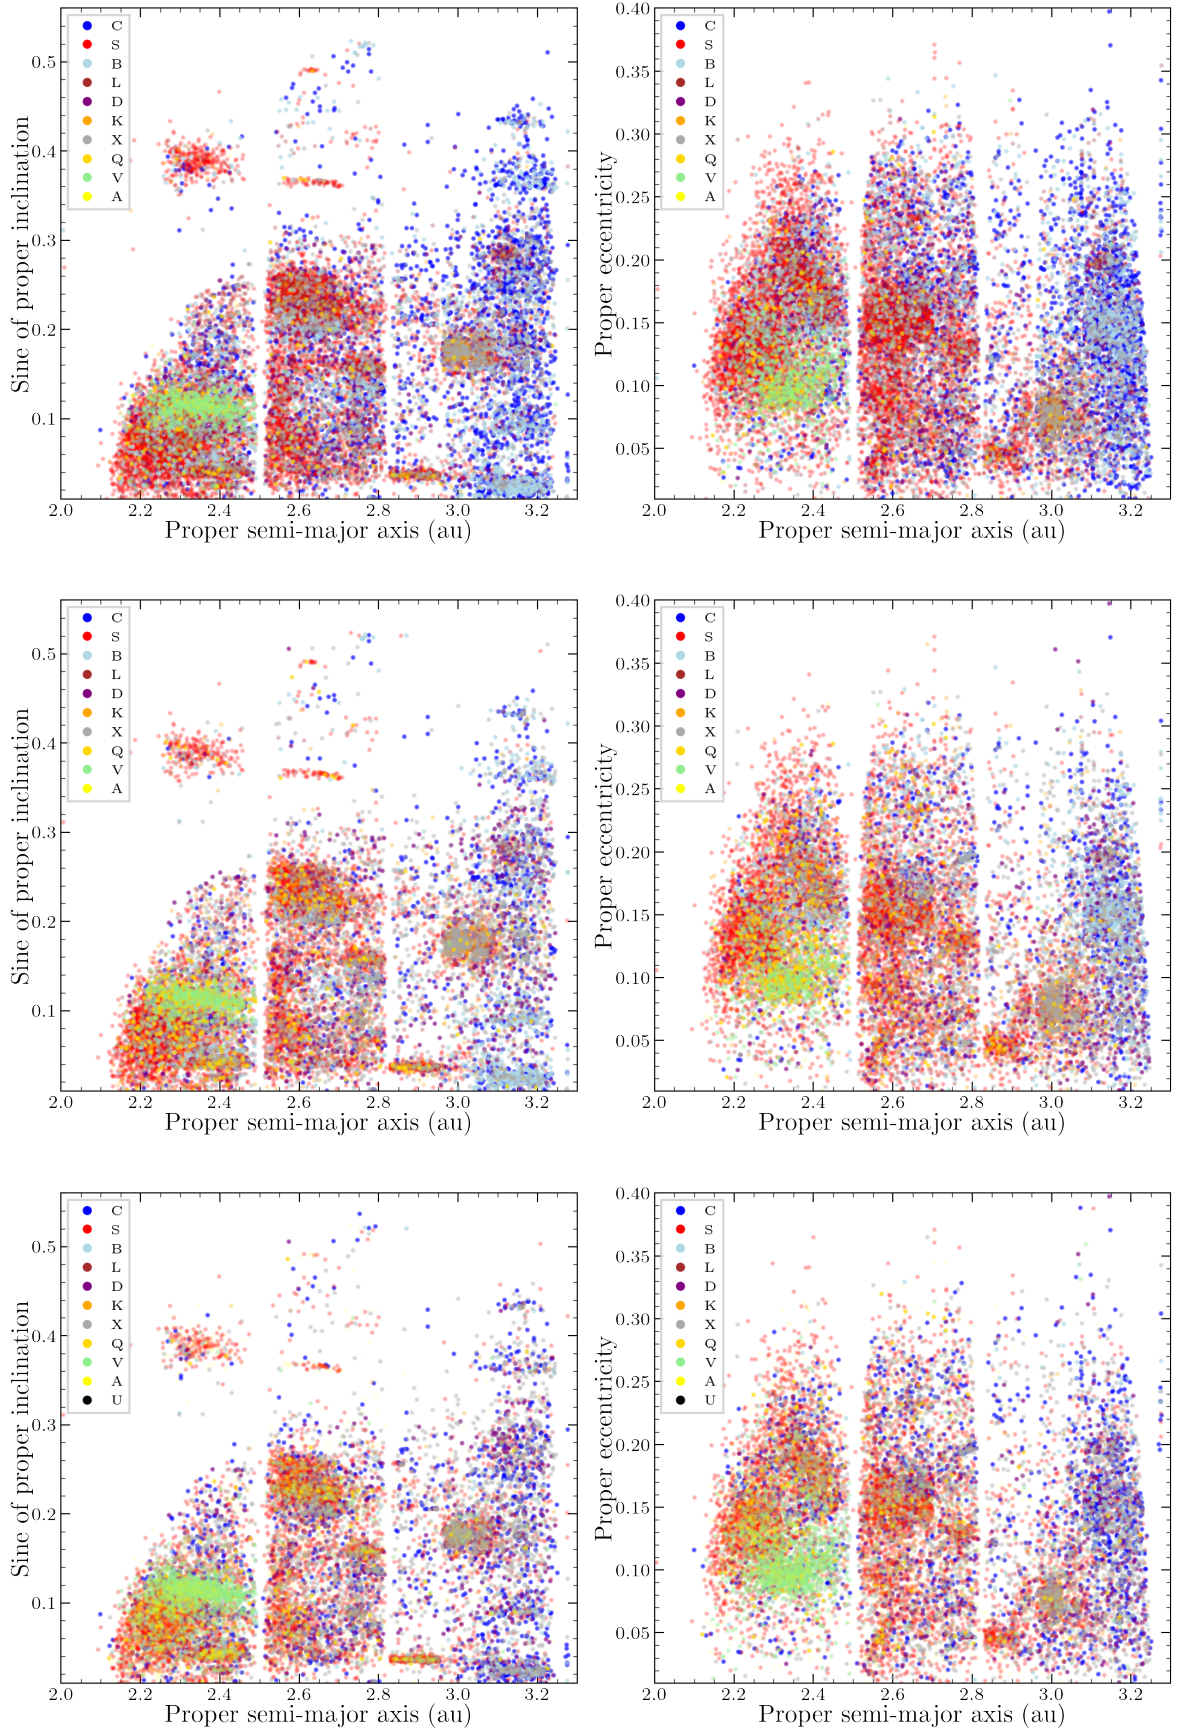 C
S
B
L
D
K
X
Q
V
A
0.5
0.4
0.3
0.2
0.1
Sine of proper inclination
2.0 2.2 2.4 2.6 2.8 3.0 3.2
Proper semi-major axis (au)
C
S
B
L
D
K
X
Q
V
A
0.40
0.35
0.30
0.25
0.20
0.15
0.10
0.05
Proper eccentricity
2.0 2.2 2.4 2.6 2.8 3.0 3.2
Proper semi-major axis (au)
C
S
B
L
D
K
X
Q
V
A
0.5
0.4
0.3
0.2
0.1
Sine of proper inclination
2.0 2.2 2.4 2.6 2.8 3.0 3.2
Proper semi-major axis (au)
C
S
B
L
D
K
X
Q
V
A
0.40
0.35
0.30
0.25
0.20
0.15
0.10
0.05
Proper eccentricity
2.0 2.2 2.4 2.6 2.8 3.0 3.2
Proper semi-major axis (au)
C
S
B
L
D
K
X
Q
V
A
U
0.5
0.4
0.3
0.2
0.1
Sine of proper inclination
2.0 2.2 2.4 2.6 2.8 3.0 3.2
Proper semi-major axis (au)
C
S
B
L
D
K
X
Q
V
A
U
0.40
0.35
0.30
0.25
0.20
0.15
0.10
0.05
Proper eccentricity
2.0 2.2 2.4 2.6 2.8 3.0 3.2
Proper semi-major axis (au)